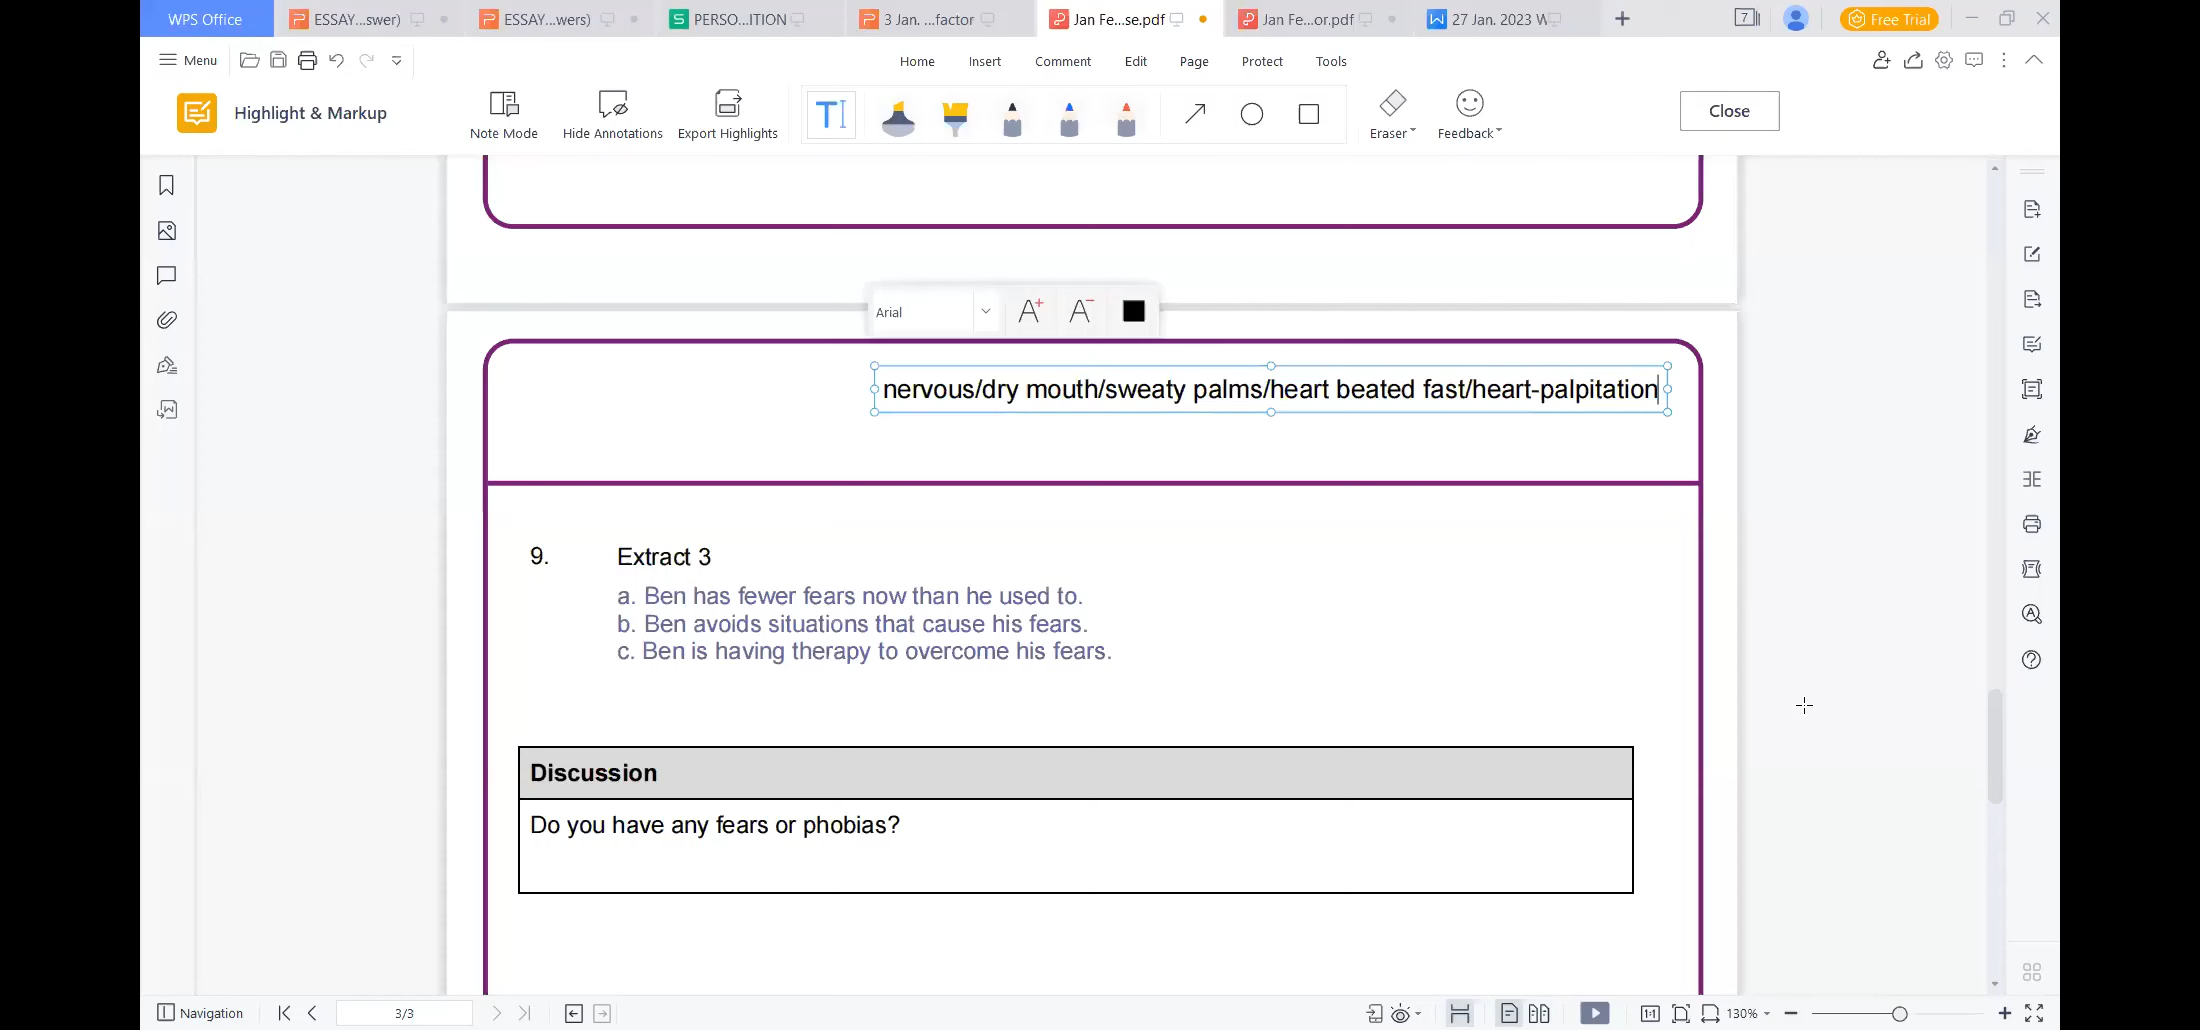 WPS Office
ESSAY...swer)
ESSAY...wers)
PERSO...ITION
3 Jan. ...factor
Jan Fe...se.pdf
Jan Fe...or.pdf
27 Jan. 2023 W
7
Free Trial
Menu
Home
Insert
Comment
Edit
Page
Protect
Tools
Highlight & Markup
Note Mode
Hide Annotations
Export Highlights
Eraser
Feedback
Close
Arial
nervous/dry mouth/sweaty palms/heart beated fast/heart-palpitation
9. Extract 3
a. Ben has fewer fears now than he used to.
b. Ben avoids situations that cause his fears.
c. Ben is having therapy to overcome his fears.
Discussion
Do you have any fears or phobias?
Navigation
3/3
130%